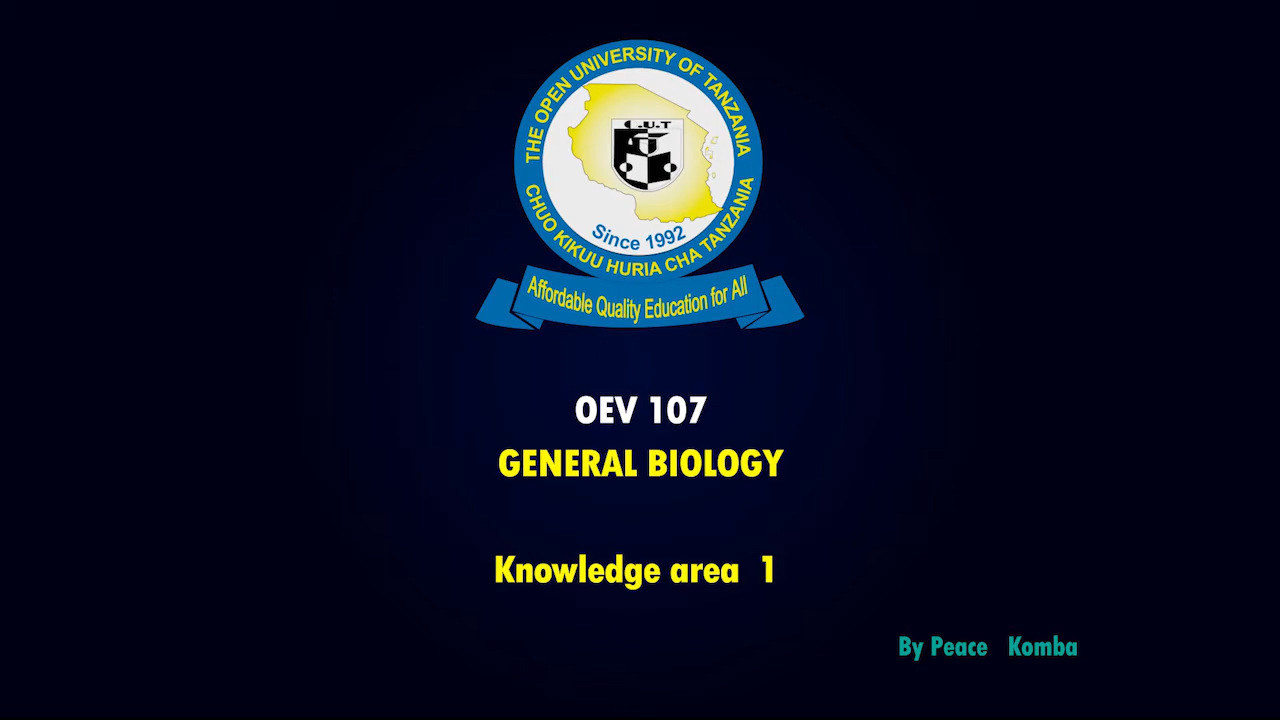 THE OPEN UNIVERSITY OF TANZANIA
O.U.T
Since 1992
CHUO KIKUU HURIA CHA TANZANIA
Affordable Quality Education for All
OEV 107
GENERAL BIOLOGY
Knowledge area 1
By Peace Komba